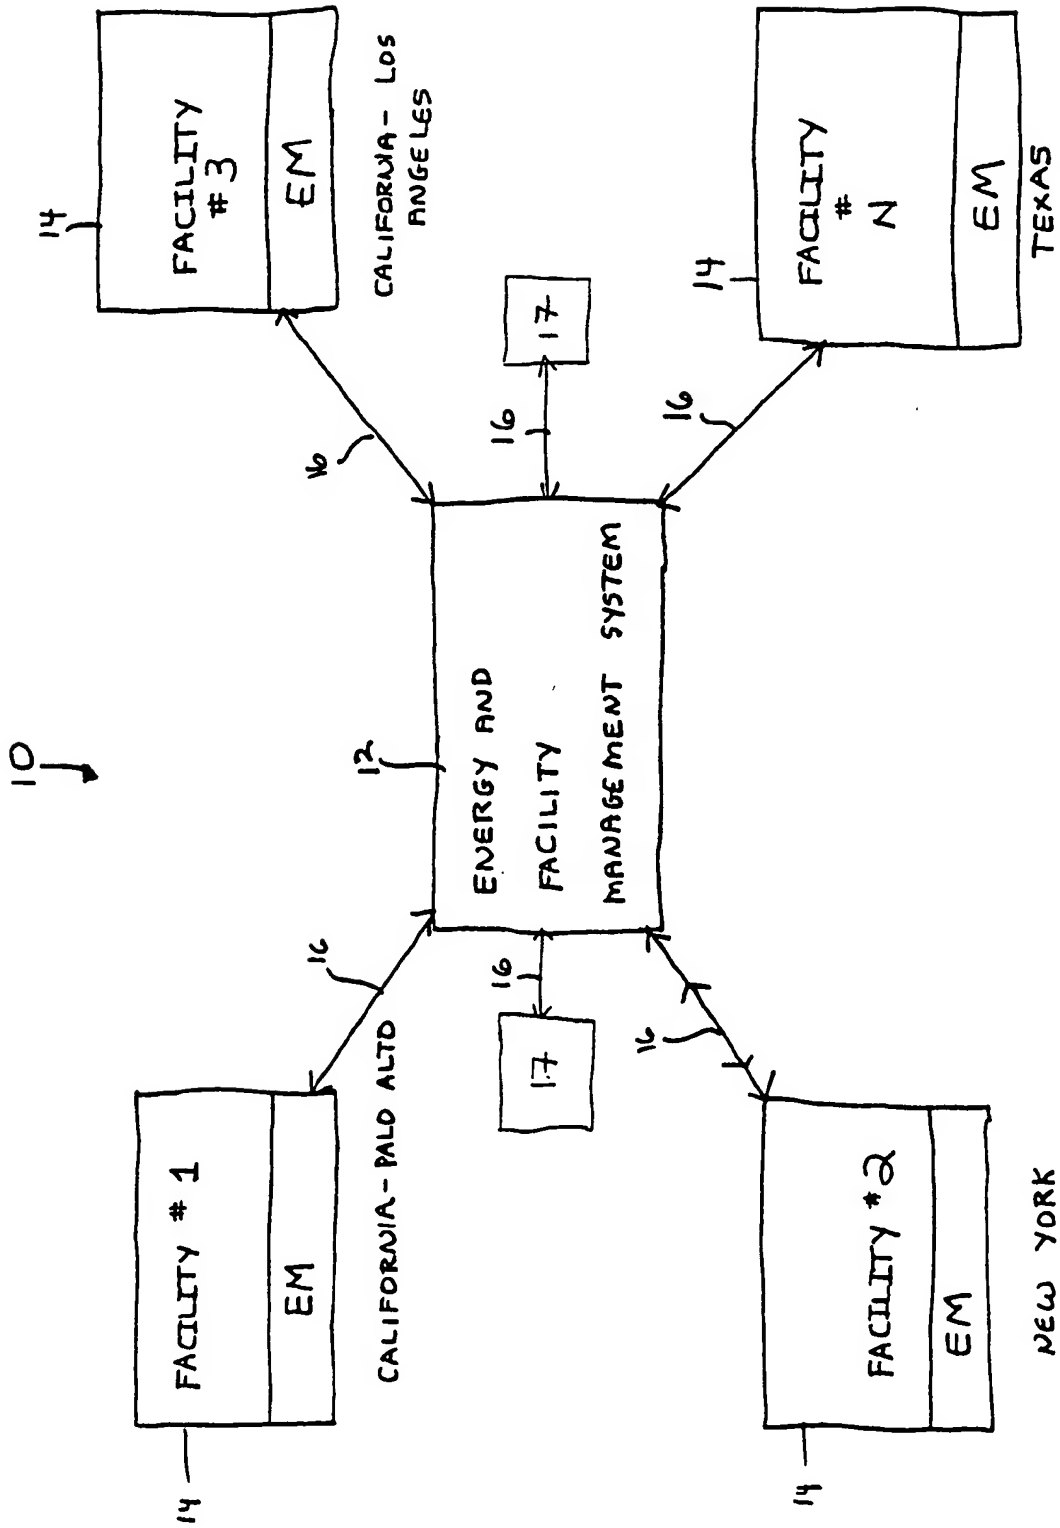 10
14
FACILITY # 1
EM
CALIFORNIA - PALO ALTO
16
14
FACILITY
# 3
EM
CALIFORNIA - LOS
ANGELES
16
12
ENERGY AND
FACILITY
MANAGEMENT SYSTEM
16
17
16
17
14
FACILITY #2
EM
NEW YORK
16
14
FACILITY
#
N
EM
TEXAS
16